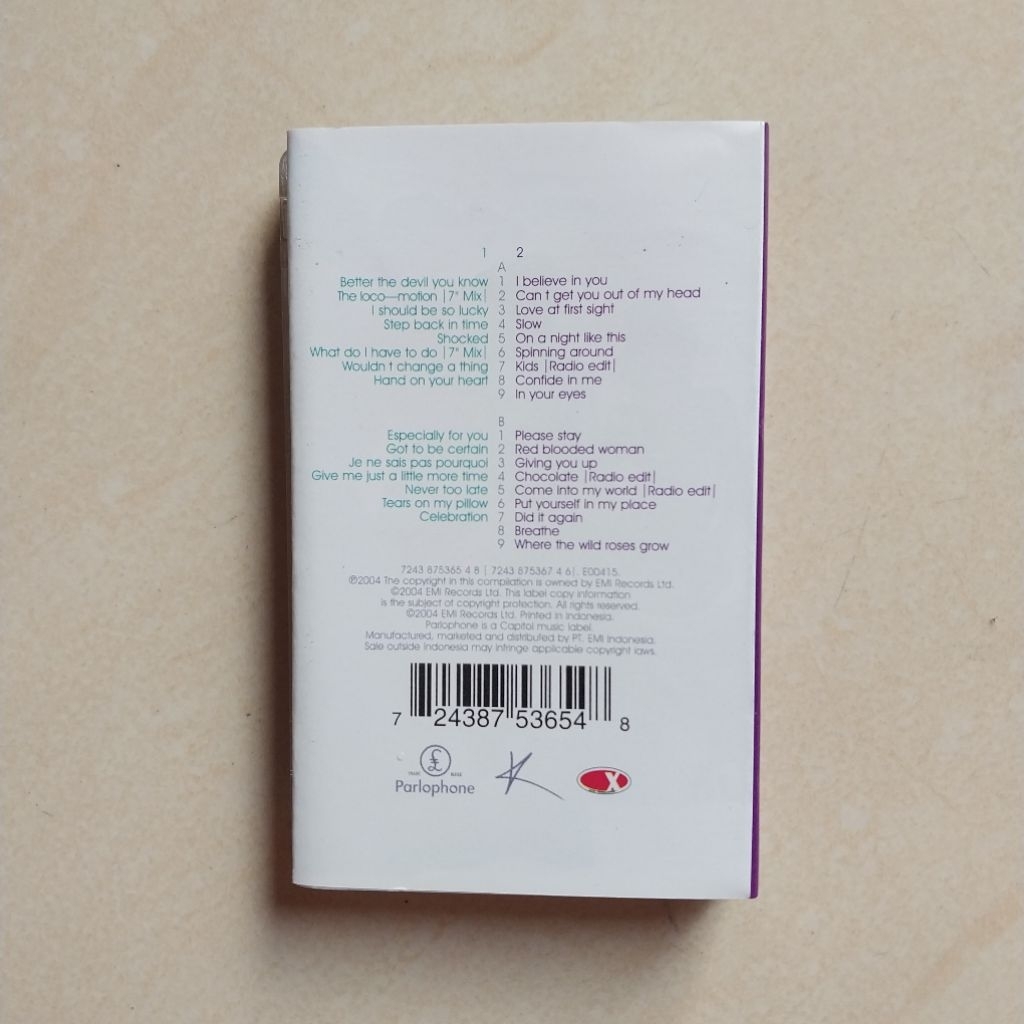 1 2
A
Better the devil you know 1 I believe in you
The loco—motion |7" Mix| 2 Can t get you out of my head
I should be so lucky 3 Love at first sight
Step back in time 4 Slow
Shocked 5 On a night like this
What do I have to do |7" Mix| 6 Spinning around
Wouldn t change a thing 7 Kids |Radio edit|
Hand on your heart 8 Confide in me
9 In your eyes
B
Especially for you 1 Please stay
Got to be certain 2 Red blooded woman
Je ne sais pas pourquoi 3 Giving you up
Give me just a little more time 4 Chocolate |Radio edit|
Never too late 5 Come into my world |Radio edit|
Tears on my pillow 6 Put yourself in my place
Celebration 7 Did it again
8 Breathe
9 Where the wild roses grow
7243 875365 4 8 | 7243 875367 4 6|. E00415.
℗2004 The copyright in this compilation is owned by EMI Records Ltd.
©2004 EMI Records Ltd. This label copy information
is the subject of copyright protection. All rights reserved.
©2004 EMI Records Ltd. Printed in Indonesia.
Parlophone is a Capitol music label.
Manufactured, marketed and distributed by PT. EMI Indonesia.
Sale outside Indonesia may infringe applicable copyright laws.
7 24387 53654 8
£
TRADE MARK
Parlophone
K
X